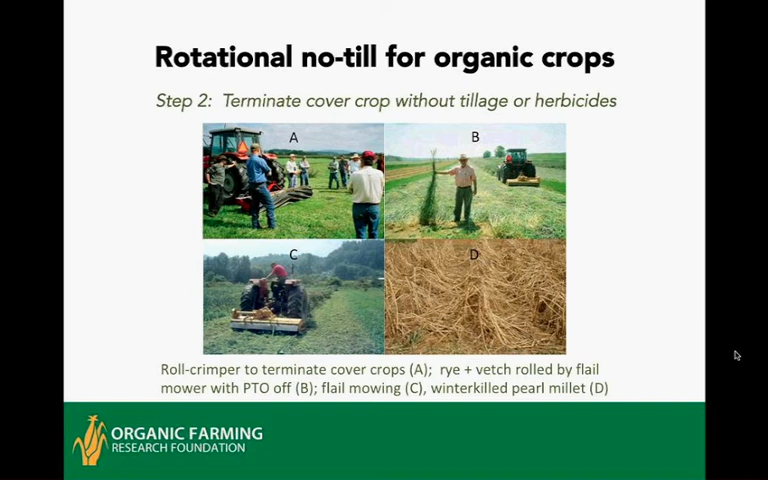 Rotational no-till for organic crops
Step 2: Terminate cover crop without tillage or herbicides
A
B
C
D
Roll-crimper to terminate cover crops (A); rye + vetch rolled by flail
mower with PTO off (B); flail mowing (C), winterkilled pearl millet (D)
ORGANIC FARMING
RESEARCH FOUNDATION